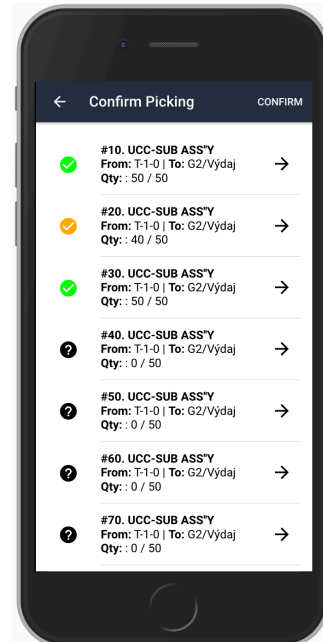 Confirm Picking
CONFIRM
#10. UCC-SUB ASS"Y
From: T-1-0 | To: G2/Výdaj
Qty: : 50 / 50
#20. UCC-SUB ASS"Y
From: T-1-0 | To: G2/Výdaj
Qty: : 40 / 50
#30. UCC-SUB ASS"Y
From: T-1-0 | To: G2/Výdaj
Qty: : 50 / 50
#40. UCC-SUB ASS"Y
From: T-1-0 | To: G2/Výdaj
Qty: : 0 / 50
#50. UCC-SUB ASS"Y
From: T-1-0 | To: G2/Výdaj
Qty: : 0 / 50
#60. UCC-SUB ASS"Y
From: T-1-0 | To: G2/Výdaj
Qty: : 0 / 50
#70. UCC-SUB ASS"Y
From: T-1-0 | To: G2/Výdaj
Qty: : 0 / 50